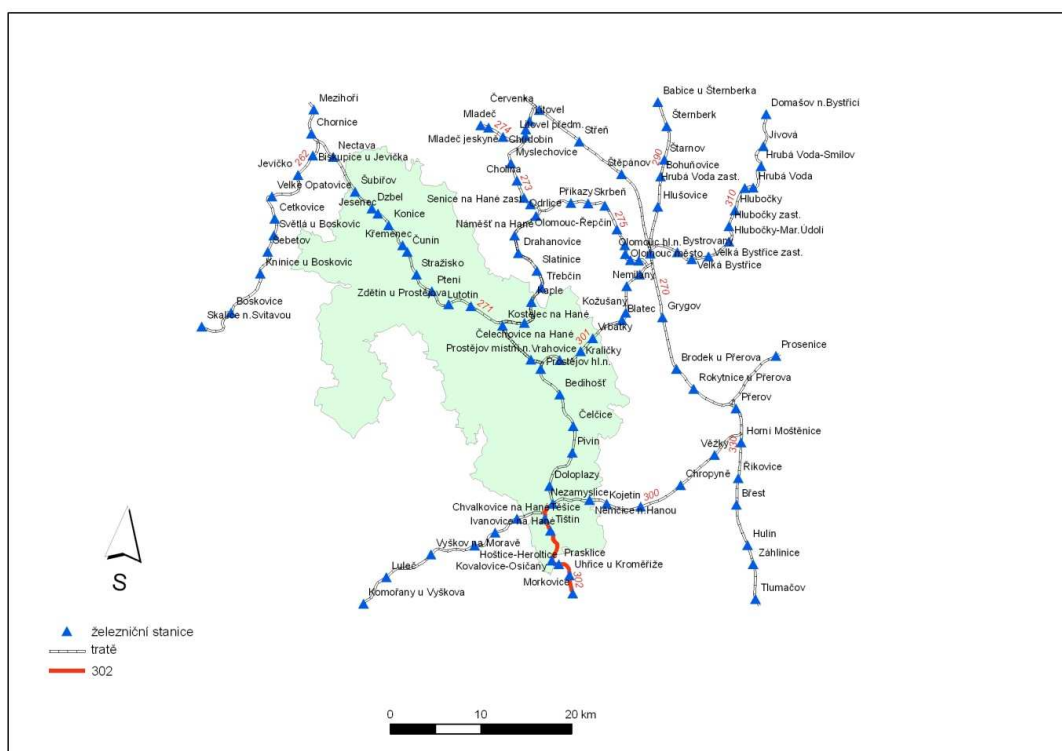 Mezihoří
Chornice
Nectava
Jevíčko
262
Biskupice u Jevíčka
Velké Opatovice
Šubiřov
Cetkovice
Jesenec
Dzbel
Světlá u Boskovic
Konice
Šebetov
Křemenec
Čunín
Knínice u Boskovic
Stražisko
Ptení
Boskovice
Zdětín u Prostějova
Lutotín
271
Skalice n.Svitavou
Červenka
Litovel
Mladeč
274
Litovel předm.
Mladeč jeskyně
Chudobín
Myslechovice
Střeň
Cholina
273
Senice na Hané zast.
Odrlice
Příkazy
Skrbeň
275
Náměšť na Hané
Olomouc-Řepčín
Drahanovice
Slatinice
Třebčín
Kaple
Kostelec na Hané
Čelechovice na Hané
Prostějov místní n.
Vrahovice
Prostějov hl.n.
Kraličky
301
Vrbátky
Blatec
Kožušany
Nemilany
Olomouc hl.n.
Olomouc město
Bystrovany
Velká Bystřice
Velká Bystřice zast.
Štěpánov
Babice u Šternberka
Šternberk
Štarnov
290
Bohuňovice
Hlušovice
Domašov n.Bystřicí
Jívová
Hrubá Voda-Smilov
Hrubá Voda
Hrubá Voda zast.
310
Hlubočky
Hlubočky zast.
Hlubočky-Mar.Údolí
270
Grygov
Brodek u Přerova
Rokytnice u Přerova
Prosenice
Přerov
Horní Moštěnice
330
Věžky
Říkovice
Chropyně
Břest
300
Hulín
Záhlinice
Tlumačov
Bedihošť
Čelčice
Pivín
Doloplazy
Nezamyslice
Kojetín
Němčice n.Hanou
Chvalkovice na Hané
Těšice
Tištín
Ivanovice na Hané
Vyškov na Moravě
Hoštice-Heroltice
Prasklice
Luleč
Kovalovice-Osíčany
Uhřice u Kroměříže
Komořany u Vyškova
Morkovice
302
S
železniční stanice
tratě
302
0 10 20 km